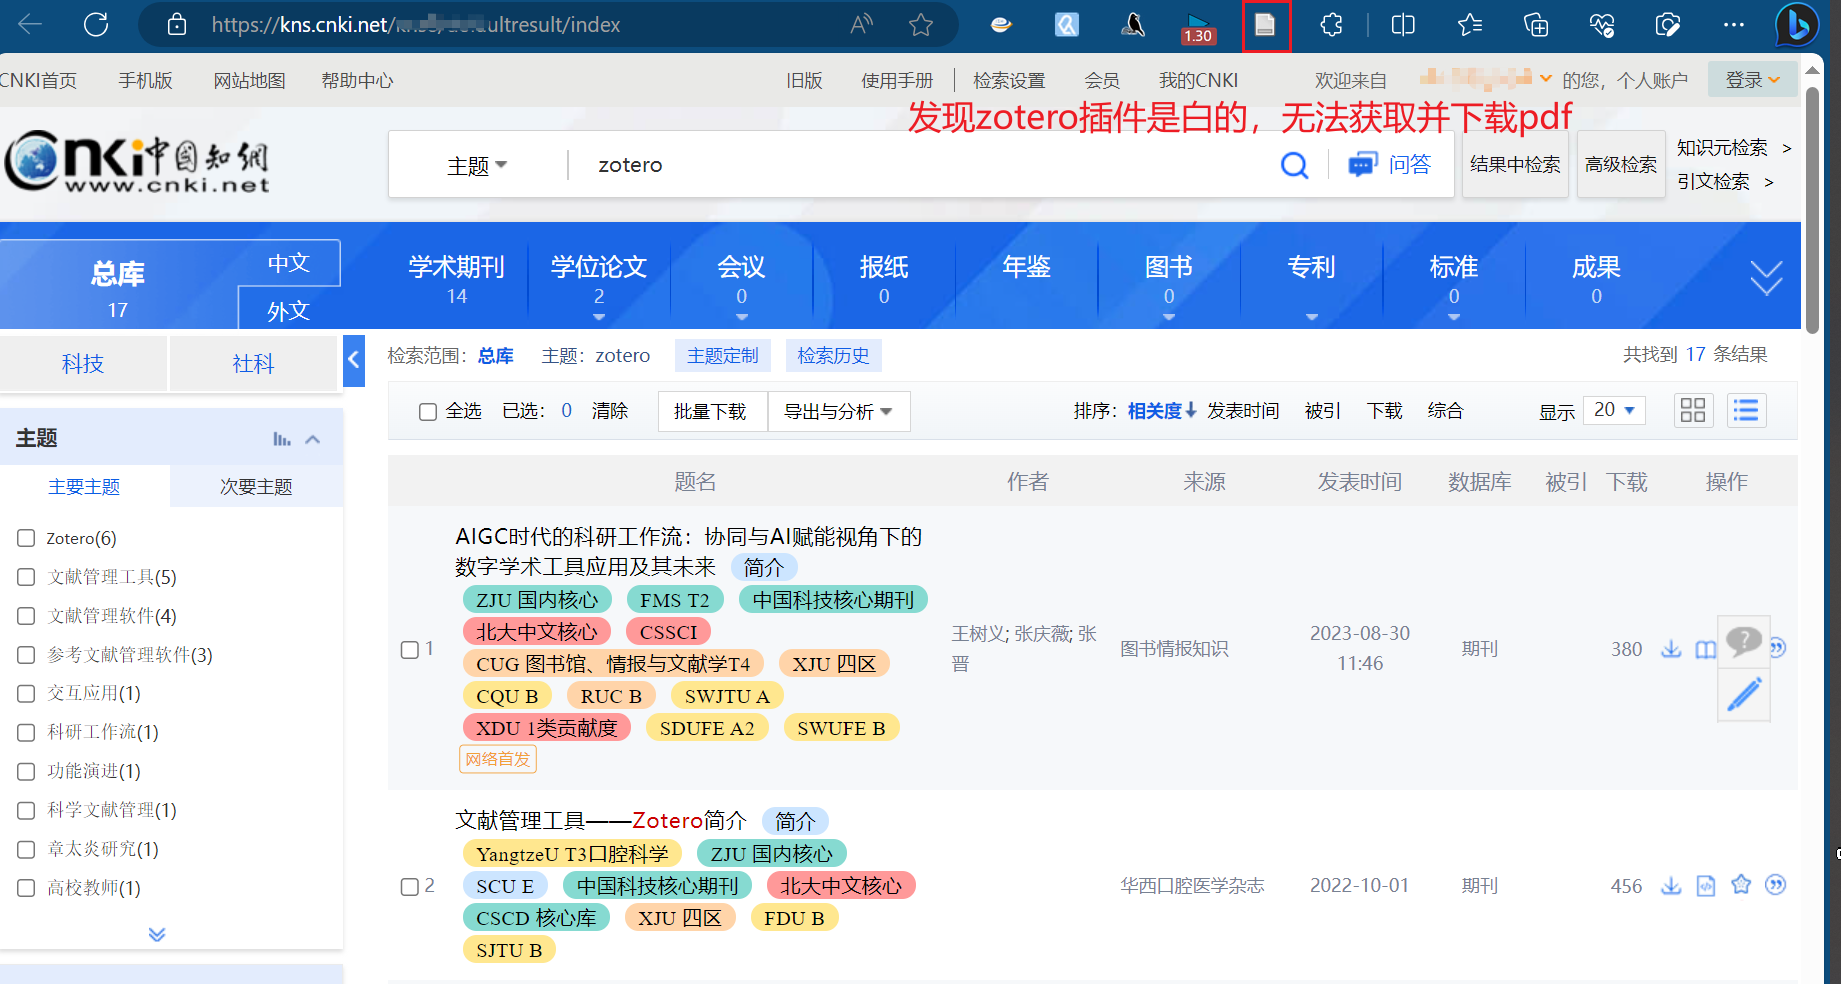 https://kns.cnki.net/ ultresult/index
1.30
CNKI首页 手机版 网站地图 帮助中心 旧版 使用手册 检索设置 会员 我的CNKI 欢迎来自 的您，个人账户 登录
发现zotero插件是白的，无法获取并下载pdf
cnki中国知网
www.cnki.net
主题 zotero 问答 结果中检索 高级检索
知识元检索 >
引文检索 >
总库 17
中文
外文
学术期刊 14
学位论文 2
会议 0
报纸 0
年鉴
图书 0
专利
标准 0
成果 0
科技 社科
检索范围：总库 主题：zotero 主题定制 检索历史 共找到 17 条结果
全选 已选：0 清除 批量下载 导出与分析 排序：相关度 发表时间 被引 下载 综合 显示 20
主题
主要主题 次要主题
Zotero(6)
文献管理工具(5)
文献管理软件(4)
参考文献管理软件(3)
交互应用(1)
科研工作流(1)
功能演进(1)
科学文献管理(1)
章太炎研究(1)
高校教师(1)
题名 作者 来源 发表时间 数据库 被引 下载 操作
1
AIGC时代的科研工作流：协同与AI赋能视角下的
数字学术工具应用及其未来 简介
ZJU 国内核心 FMS T2 中国科技核心期刊
北大中文核心 CSSCI
CUG 图书馆、情报与文献学T4 XJU 四区
CQU B RUC B SWJTU A
XDU 1类贡献度 SDUFE A2 SWUFE B
网络首发
王树义; 张庆薇; 张
晋
图书情报知识
2023-08-30
11:46
期刊
380
?
2
文献管理工具——Zotero简介 简介
YangtzeU T3口腔科学 ZJU 国内核心
SCU E 中国科技核心期刊 北大中文核心
CSCD 核心库 XJU 四区 FDU B
SJTU B
华西口腔医学杂志
2022-10-01
期刊
456